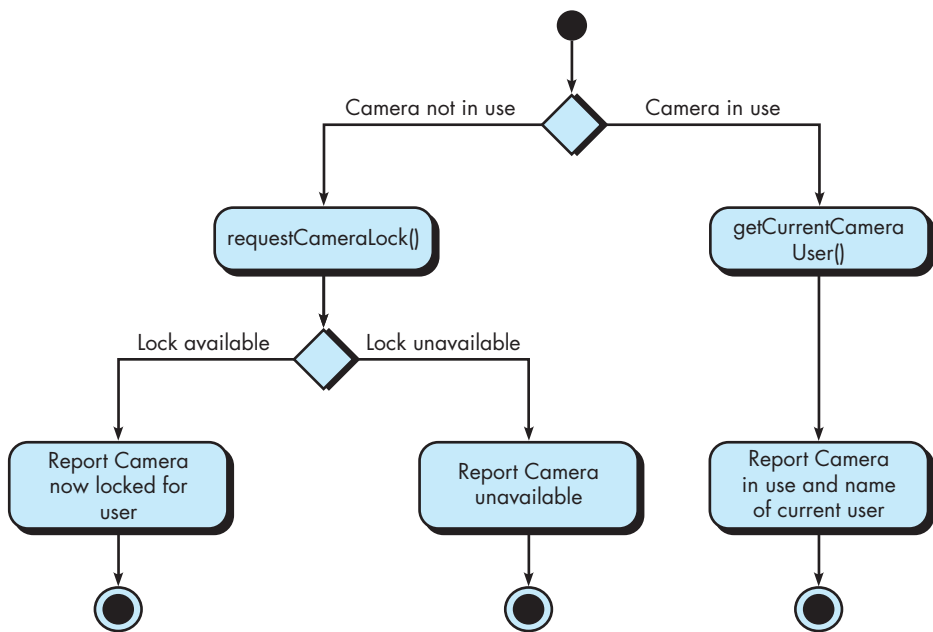 Camera not in use
Camera in use
requestCameraLock()
getCurrentCamera
User()
Lock available
Lock unavailable
Report Camera
now locked for
user
Report Camera
unavailable
Report Camera
in use and name
of current user